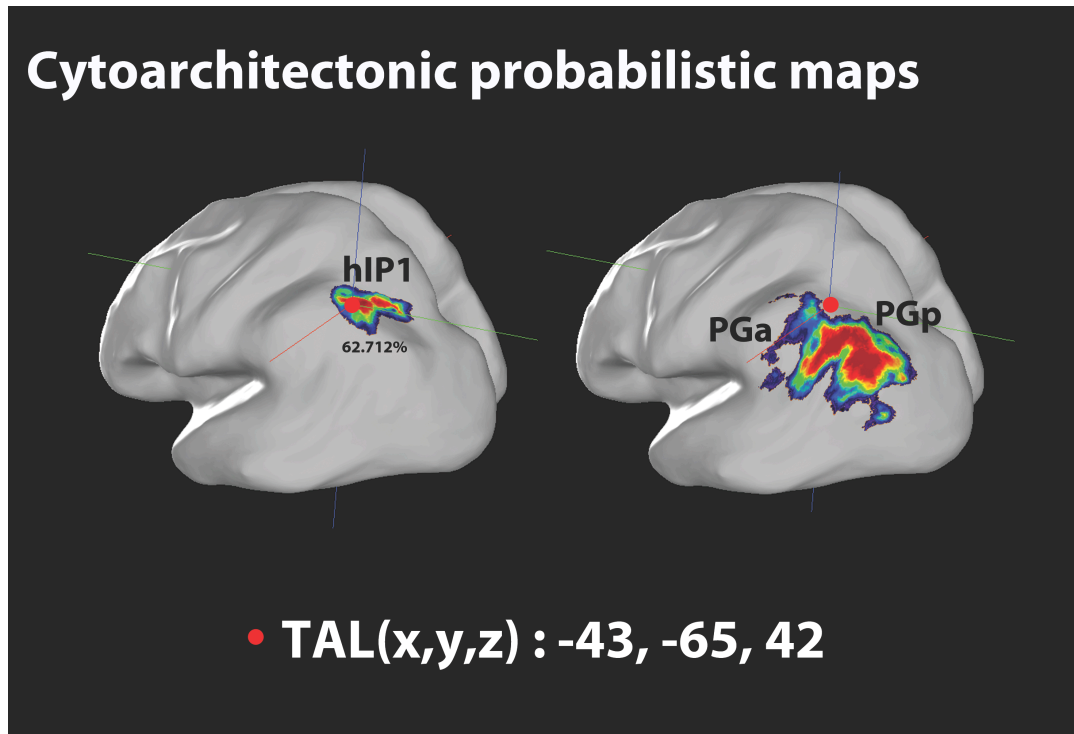 Cytoarchitectonic probabilistic maps
hIP1
62.712%
PGa
PGp
• TAL(x,y,z) : -43, -65, 42